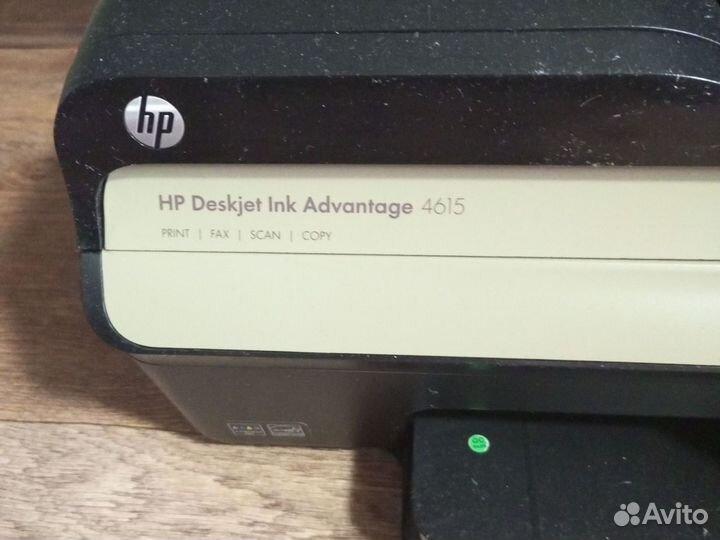 hp
HP Deskjet Ink Advantage 4615
PRINT | FAX | SCAN | COPY
Avito